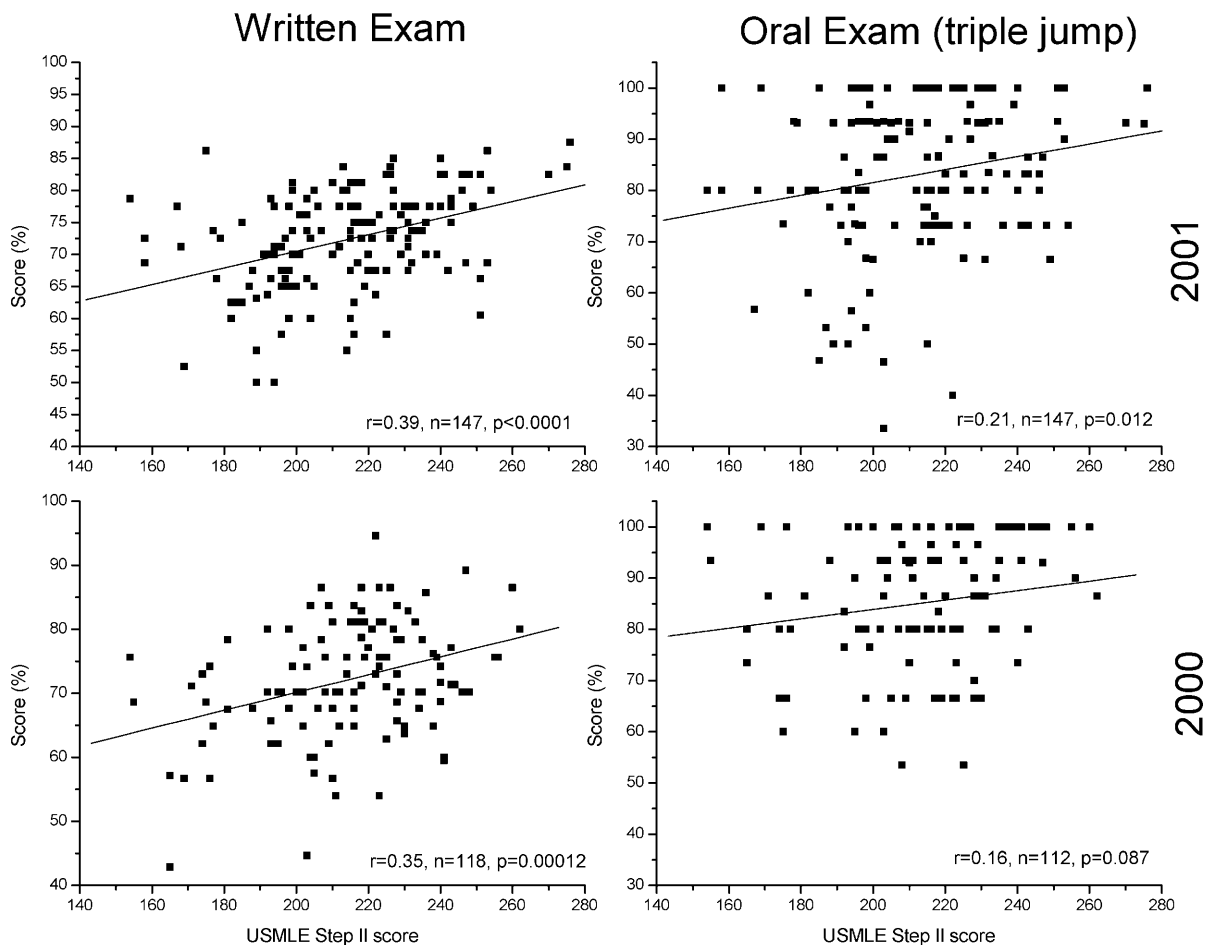 Written Exam
Oral Exam (triple jump)
100
95
90
85
80
75
70
65
60
55
50
45
40
Score (%)
140 160 180 200 220 240 260 280
r=0.39, n=147, p<0.0001
100
90
80
70
60
50
40
30
Score (%)
140 160 180 200 220 240 260 280
r=0.21, n=147, p=0.012
2001
100
90
80
70
60
50
40
Score (%)
140 160 180 200 220 240 260 280
USMLE Step II score
r=0.35, n=118, p=0.00012
100
90
80
70
60
50
40
30
Score (%)
140 160 180 200 220 240 260 280
USMLE Step II score
r=0.16, n=112, p=0.087
2000